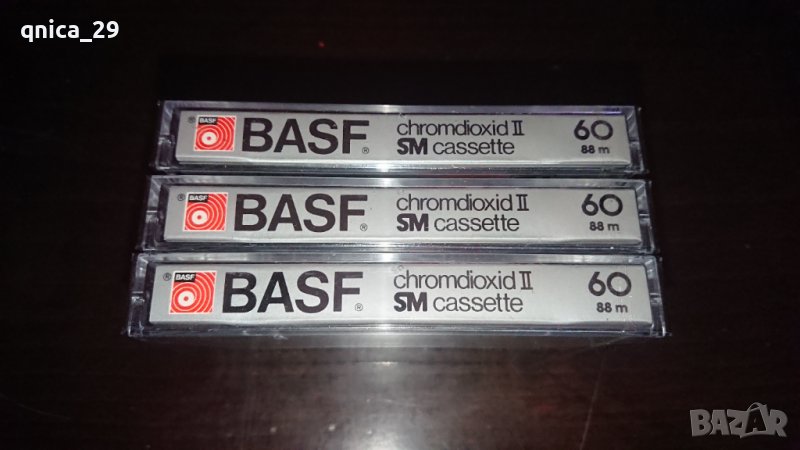 qnica_29
® BASF BASF® chromdioxid II 60
SM cassette 88 m
® BASF BASF® chromdioxid II 60
SM cassette 88 m
® BASF BASF® chromdioxid II 60
SM cassette 88 m
BAZAR